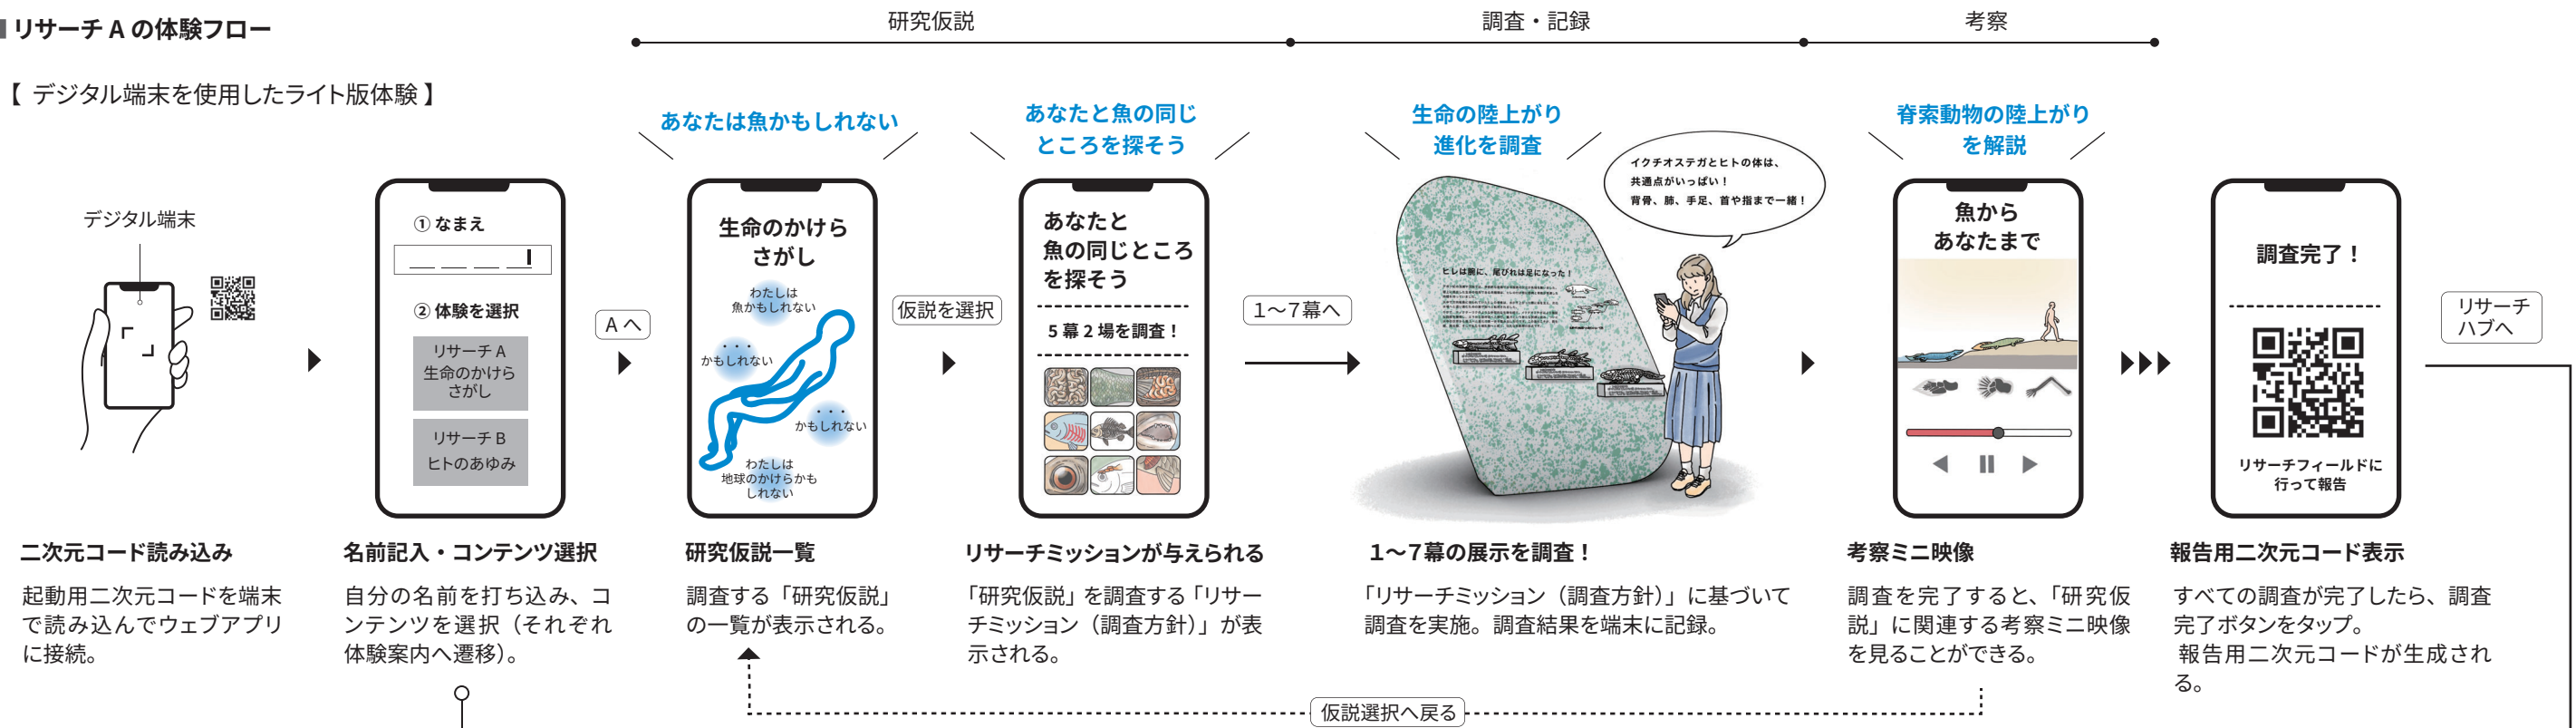 リサーチ A の体験フロー
【 デジタル端末を使用したライト版体験 】
研究仮説
調査・記録
考察
デジタル端末
二次元コード読み込み
起動用二次元コードを端末
で読み込んでウェブアプリ
に接続。
① なまえ
② 体験を選択
リサーチ A
生命のかけら
さがし
リサーチ B
ヒトのあゆみ
名前記入・コンテンツ選択
自分の名前を打ち込み、コ
ンテンツを選択（それぞれ
体験案内へ遷移）。
A へ
あなたは魚かもしれない
生命のかけら
さがし
わたしは
魚かもしれない
・・・
かもしれない
・・・
かもしれない
わたしは
地球のかけらかも
しれない
研究仮説一覧
調査する「研究仮説」
の一覧が表示される。
仮説を選択
あなたと魚の同じ
ところを探そう
あなたと
魚の同じところ
を探そう
5 幕 2 場を調査！
リサーチミッションが与えられる
「研究仮説」を調査する「リサー
チミッション（調査方針）」が表
示される。
1～7幕へ
生命の陸上がり
進化を調査
イクチオステガとヒトの体は、
共通点がいっぱい！
背骨、肺、手足、首や指まで一緒！
ヒレは腕に、尾びれは足になった！
1～7幕の展示を調査！
「リサーチミッション（調査方針）」に基づいて
調査を実施。調査結果を端末に記録。
脊索動物の陸上がり
を解説
魚から
あなたまで
考察ミニ映像
調査を完了すると、「研究仮
説」に関連する考察ミニ映像
を見ることができる。
調査完了！
リサーチフィールドに
行って報告
報告用二次元コード表示
すべての調査が完了したら、調査
完了ボタンをタップ。
報告用二次元コードが生成され
る。
リサーチ
ハブへ
仮説選択へ戻る